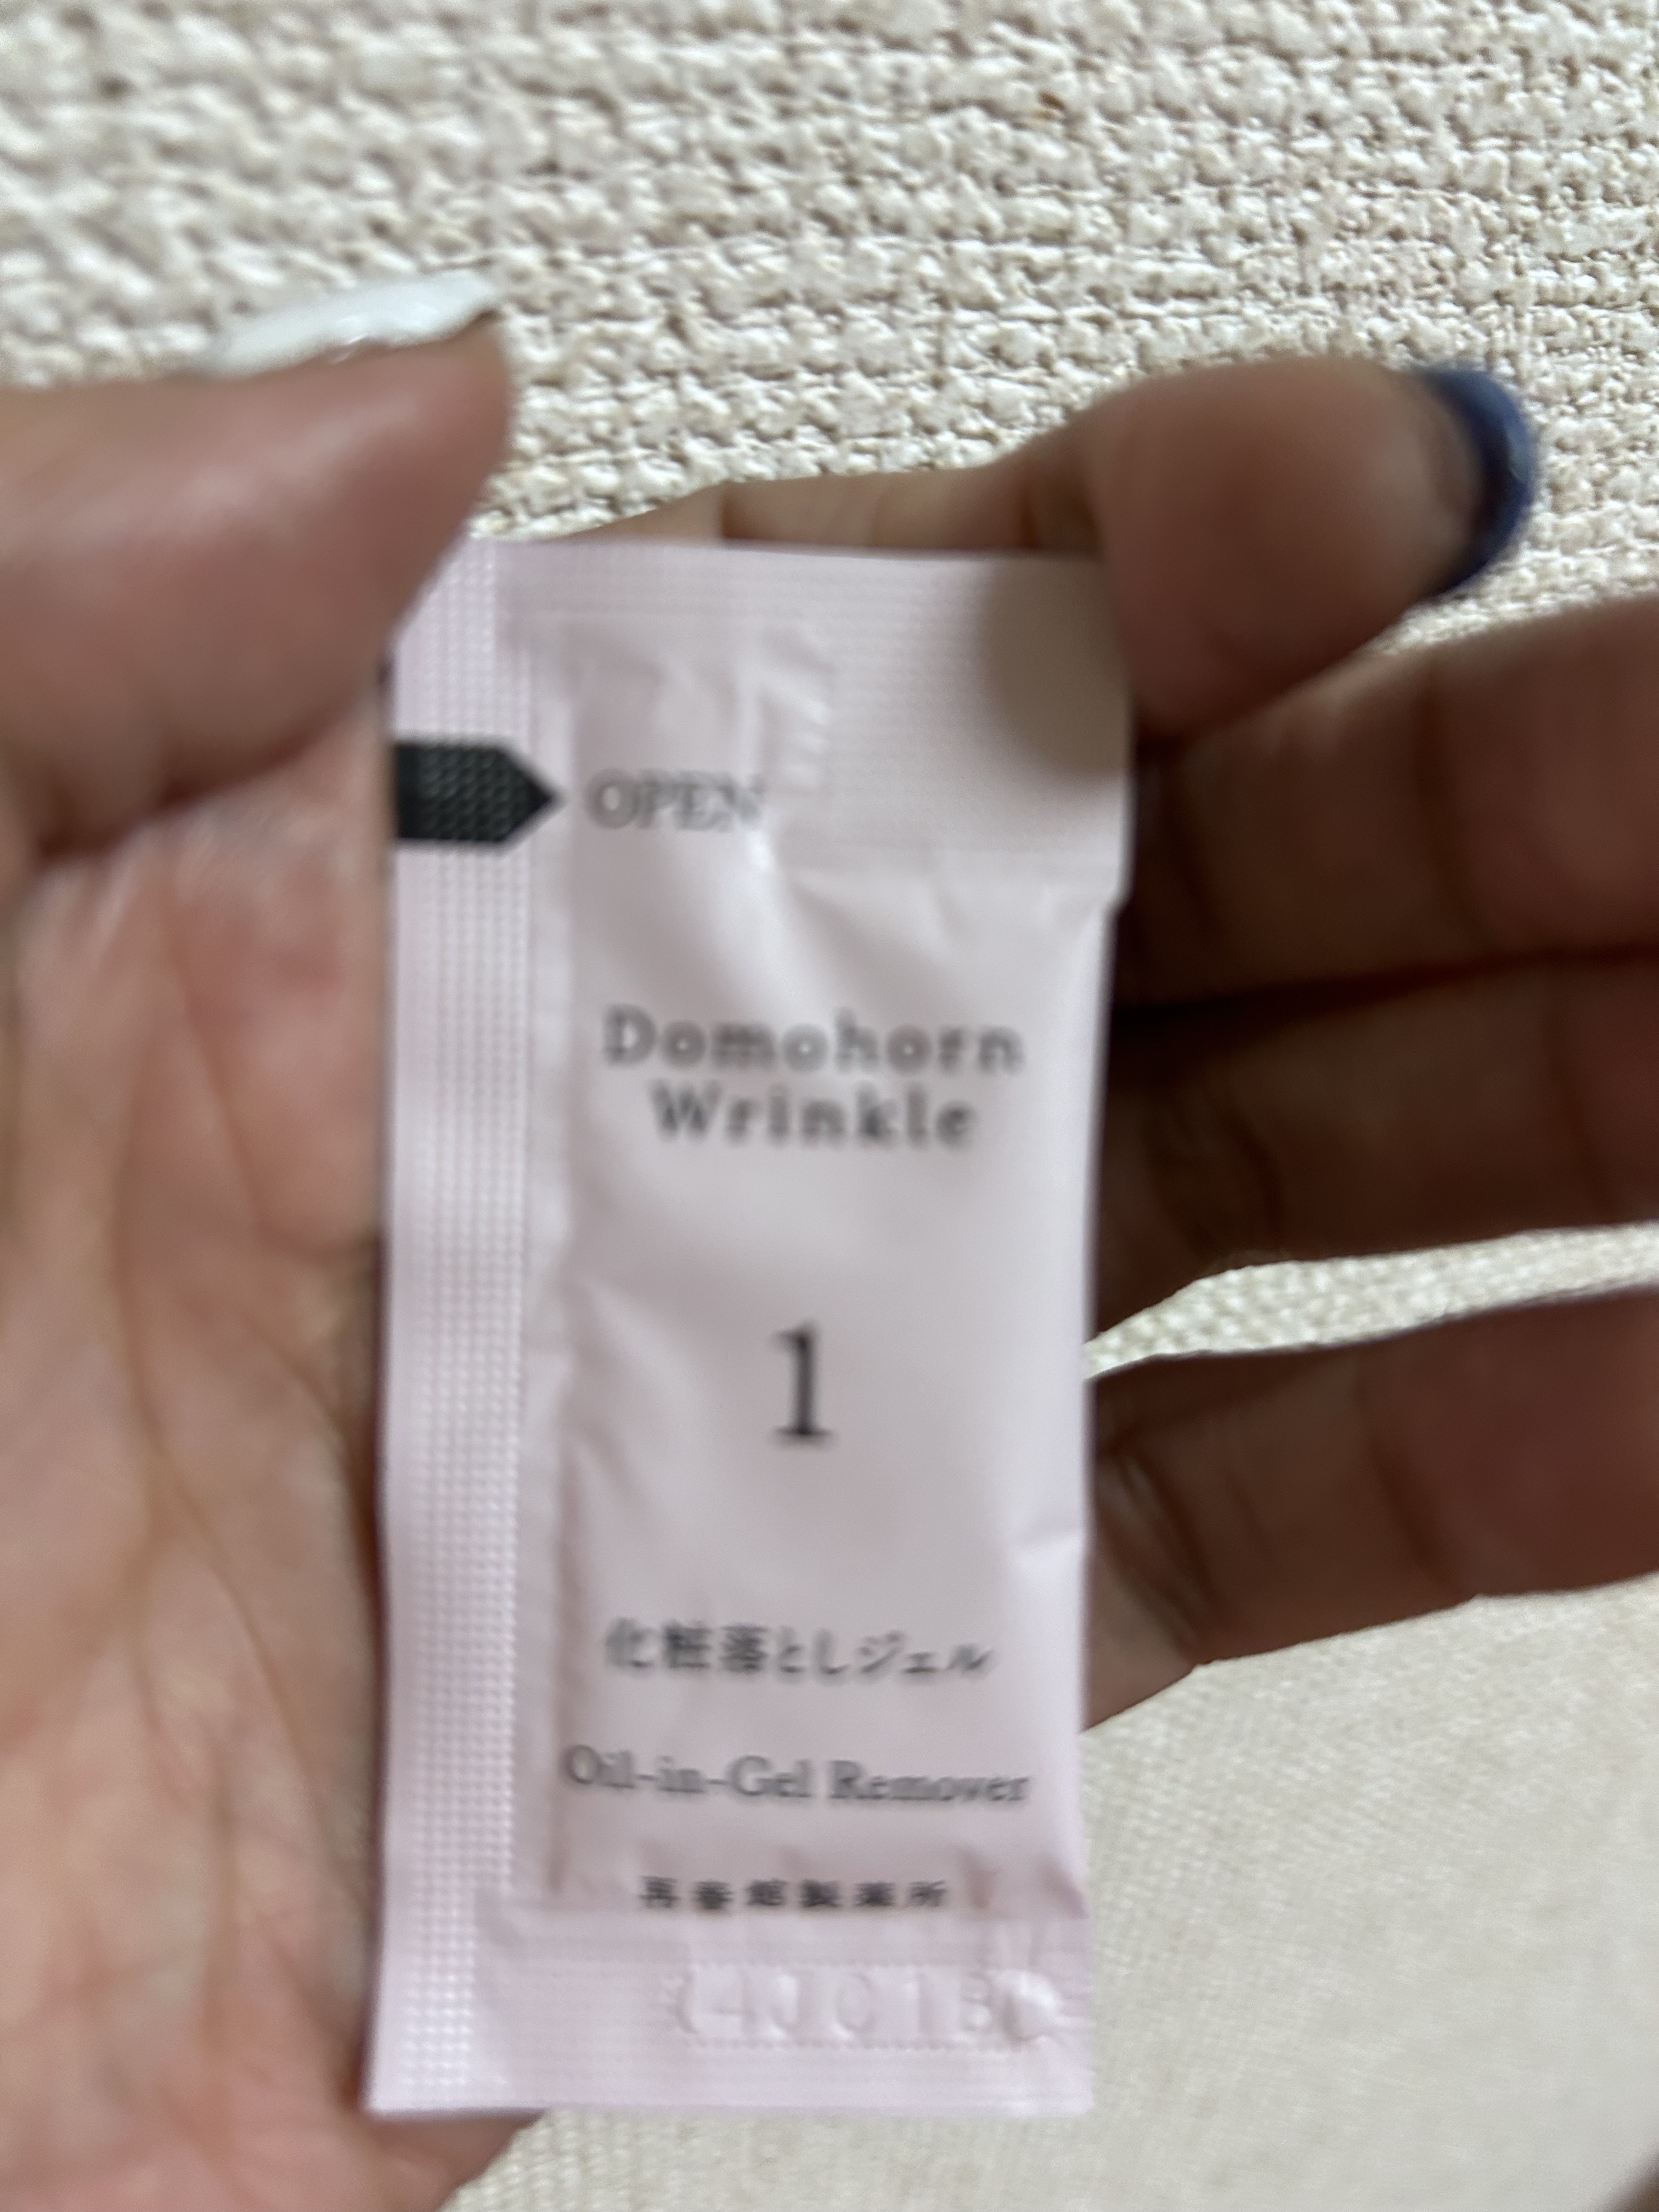 OPEN
Domohorn
Wrinkle
1
化粧落としジェル
Oil-in-Gel Remover
再春館製薬所